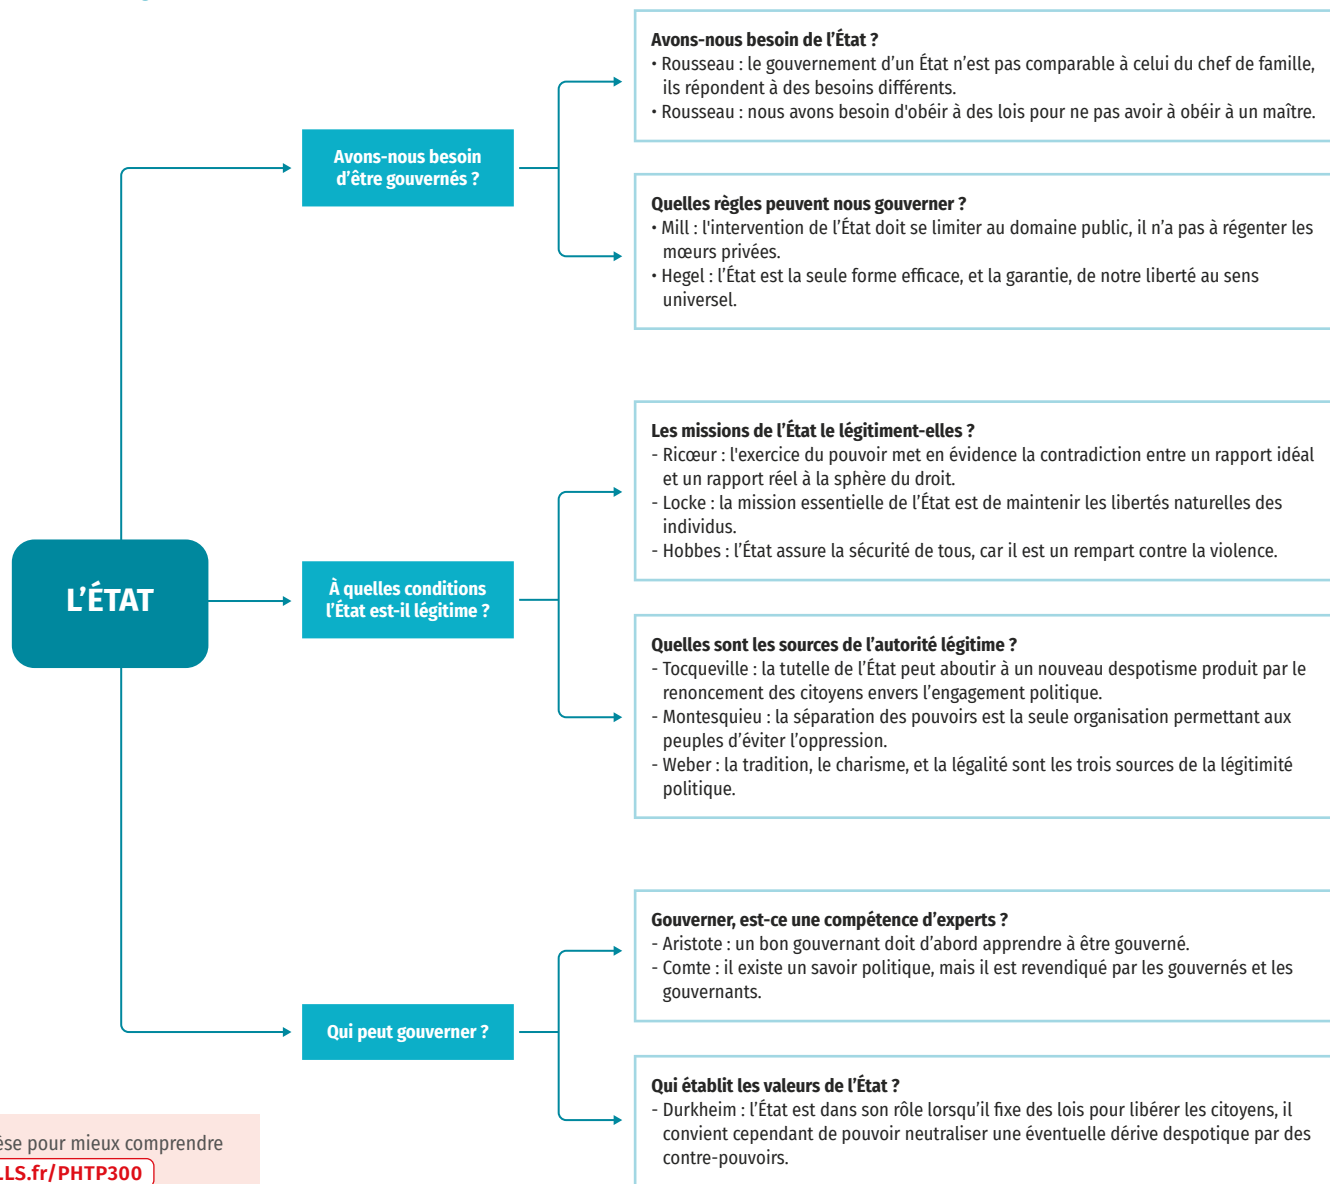 Avons-nous besoin de l’État ?
• Rousseau : le gouvernement d’un État n’est pas comparable à celui du chef de famille,
ils répondent à des besoins différents.
• Rousseau : nous avons besoin d'obéir à des lois pour ne pas avoir à obéir à un maître.
Avons-nous besoin
d’être gouvernés ?
Quelles règles peuvent nous gouverner ?
• Mill : l'intervention de l’État doit se limiter au domaine public, il n’a pas à régenter les
mœurs privées.
• Hegel : l’État est la seule forme efficace, et la garantie, de notre liberté au sens
universel.
Les missions de l’État le légitiment-elles ?
- Ricœur : l'exercice du pouvoir met en évidence la contradiction entre un rapport idéal
et un rapport réel à la sphère du droit.
- Locke : la mission essentielle de l’État est de maintenir les libertés naturelles des
individus.
- Hobbes : l’État assure la sécurité de tous, car il est un rempart contre la violence.
L’ÉTAT
À quelles conditions
l’État est-il légitime ?
Quelles sont les sources de l’autorité légitime ?
- Tocqueville : la tutelle de l’État peut aboutir à un nouveau despotisme produit par le
renoncement des citoyens envers l’engagement politique.
- Montesquieu : la séparation des pouvoirs est la seule organisation permettant aux
peuples d’éviter l’oppression.
- Weber : la tradition, le charisme, et la légalité sont les trois sources de la légitimité
politique.
Gouverner, est-ce une compétence d’experts ?
- Aristote : un bon gouvernant doit d’abord apprendre à être gouverné.
- Comte : il existe un savoir politique, mais il est revendiqué par les gouvernés et les
gouvernants.
Qui peut gouverner ?
Qui établit les valeurs de l’État ?
- Durkheim : l’État est dans son rôle lorsqu’il fixe des lois pour libérer les citoyens, il
convient cependant de pouvoir neutraliser une éventuelle dérive despotique par des
contre-pouvoirs.
pour mieux comprendre
LLS.fr/PHTP300